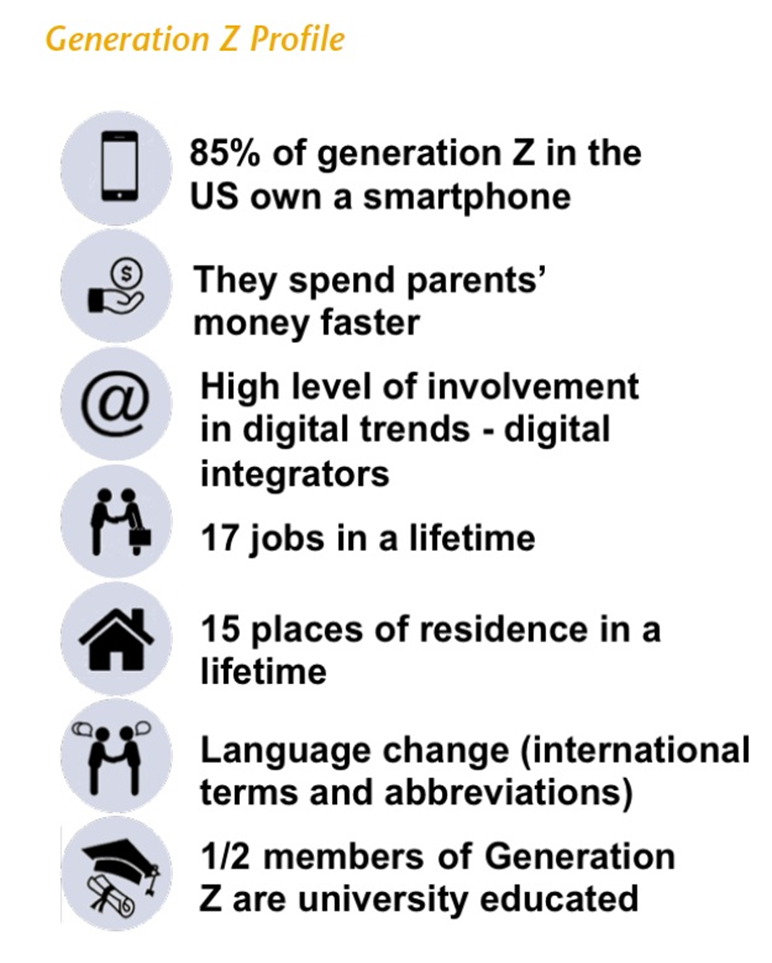 Generation Z Profile
85% of generation Z in the
US own a smartphone
$
They spend parents’
money faster
@
High level of involvement
in digital trends - digital
integrators
17 jobs in a lifetime
15 places of residence in a
lifetime
Language change (international
terms and abbreviations)
1/2 members of Generation
Z are university educated